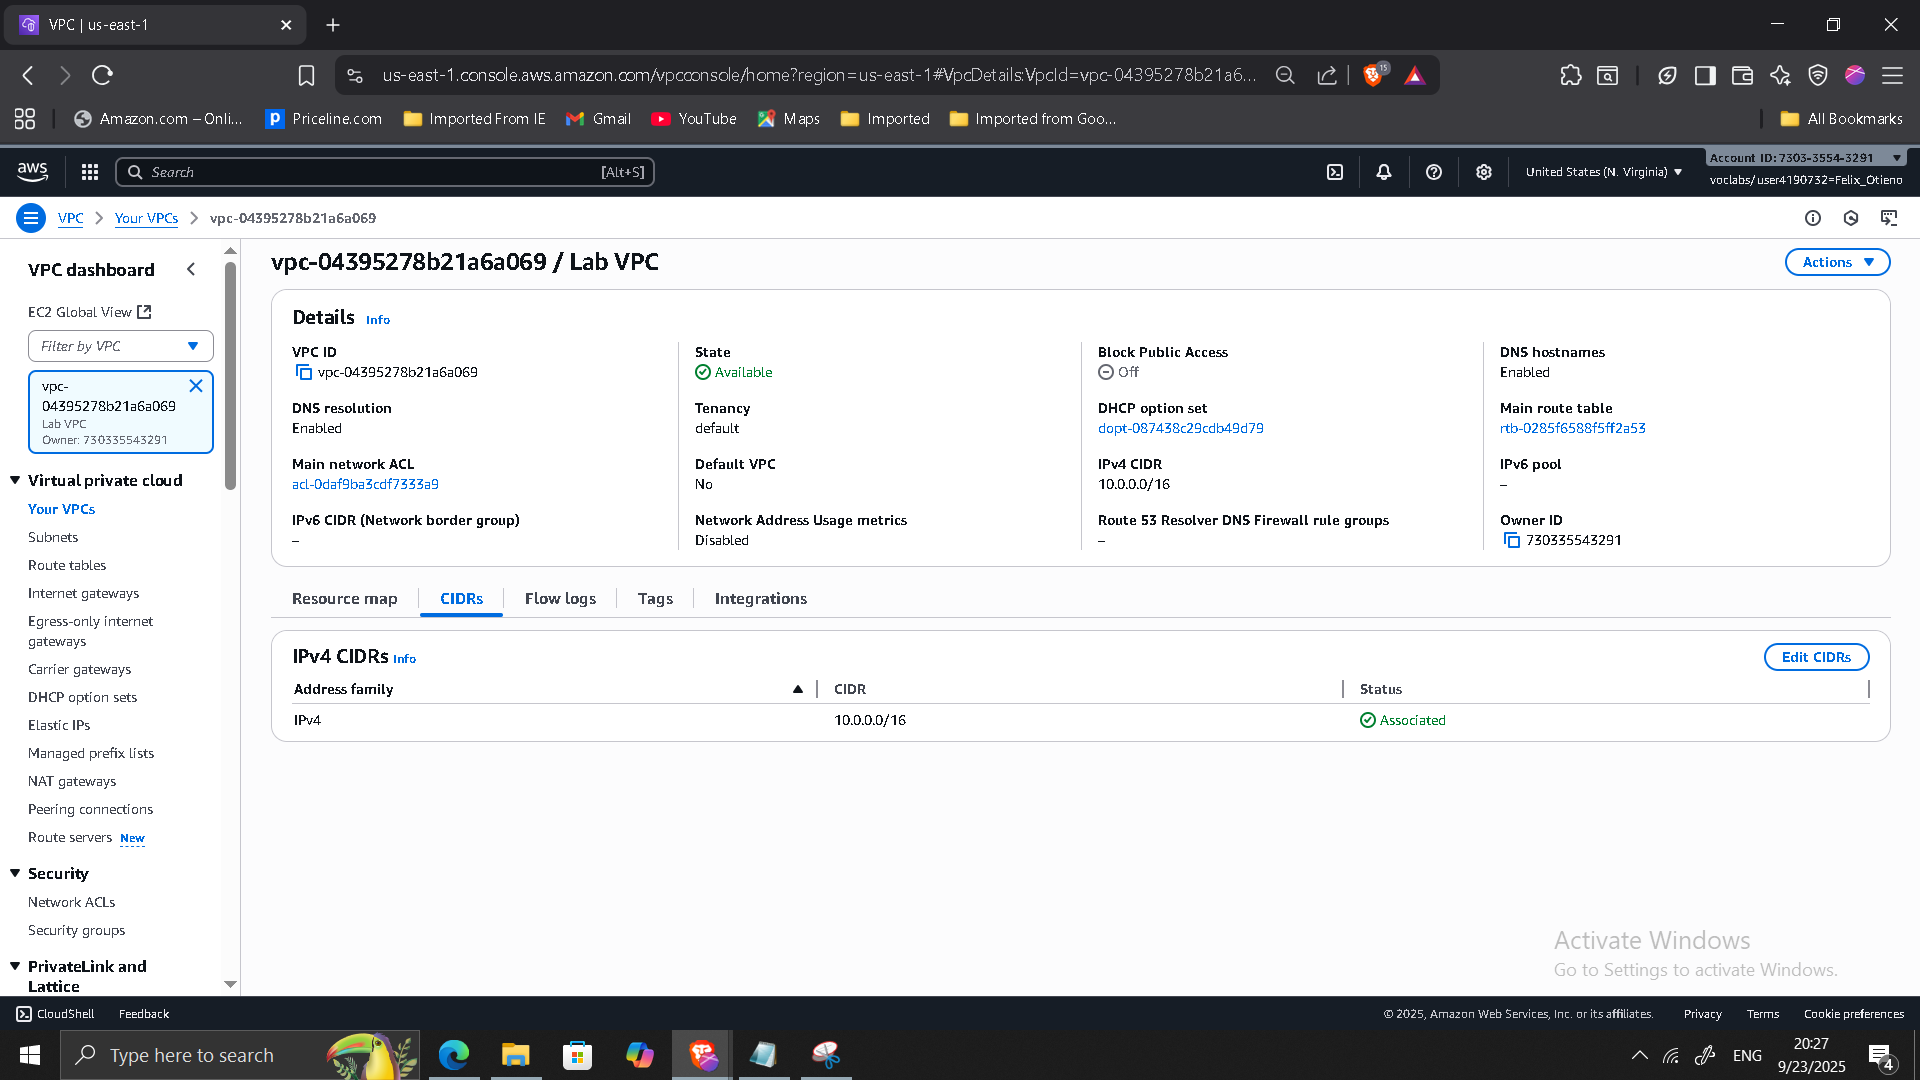 VPC | us-east-1
us-east-1.console.aws.amazon.com/vpcconsole/home?region=us-east-1#VpcDetails:VpcId=vpc-04395278b21a6...
15
Amazon.com – Onli...
Priceline.com
Imported From IE
Gmail
YouTube
Maps
Imported
Imported from Goo...
All Bookmarks
aws
Search
[Alt+S]
United States (N. Virginia)
Account ID: 7303-3554-3291
voclabs/user4190732=Felix_Otieno
VPC
Your VPCs
vpc-04395278b21a6a069
VPC dashboard
EC2 Global View
Filter by VPC
vpc-
04395278b21a6a069
Lab VPC
Owner: 730335543291
Virtual private cloud
Your VPCs
Subnets
Route tables
Internet gateways
Egress-only internet
gateways
Carrier gateways
DHCP option sets
Elastic IPs
Managed prefix lists
NAT gateways
Peering connections
Route servers New
Security
Network ACLs
Security groups
PrivateLink and
Lattice
vpc-04395278b21a6a069 / Lab VPC
Actions
Details Info
VPC ID
vpc-04395278b21a6a069
State
Available
Block Public Access
Off
DNS hostnames
Enabled
DNS resolution
Enabled
Tenancy
default
DHCP option set
dopt-087438c29cdb49d79
Main route table
rtb-0285f6588f5ff2a53
Main network ACL
acl-0daf9ba3cdf7333a9
Default VPC
No
IPv4 CIDR
10.0.0.0/16
IPv6 pool
–
IPv6 CIDR (Network border group)
–
Network Address Usage metrics
Disabled
Route 53 Resolver DNS Firewall rule groups
–
Owner ID
730335543291
Resource map
CIDRs
Flow logs
Tags
Integrations
IPv4 CIDRs Info
Edit CIDRs
Address family
CIDR
Status
IPv4
10.0.0.0/16
Associated
Activate Windows
Go to Settings to activate Windows.
CloudShell
Feedback
© 2025, Amazon Web Services, Inc. or its affiliates.
Privacy
Terms
Cookie preferences
Type here to search
ENG
20:27
9/23/2025
4